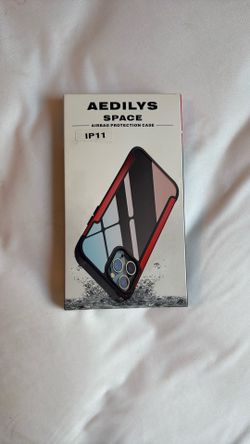 AEDILYS
SPACE
AIRBAG PROTECTION CASE
IP11